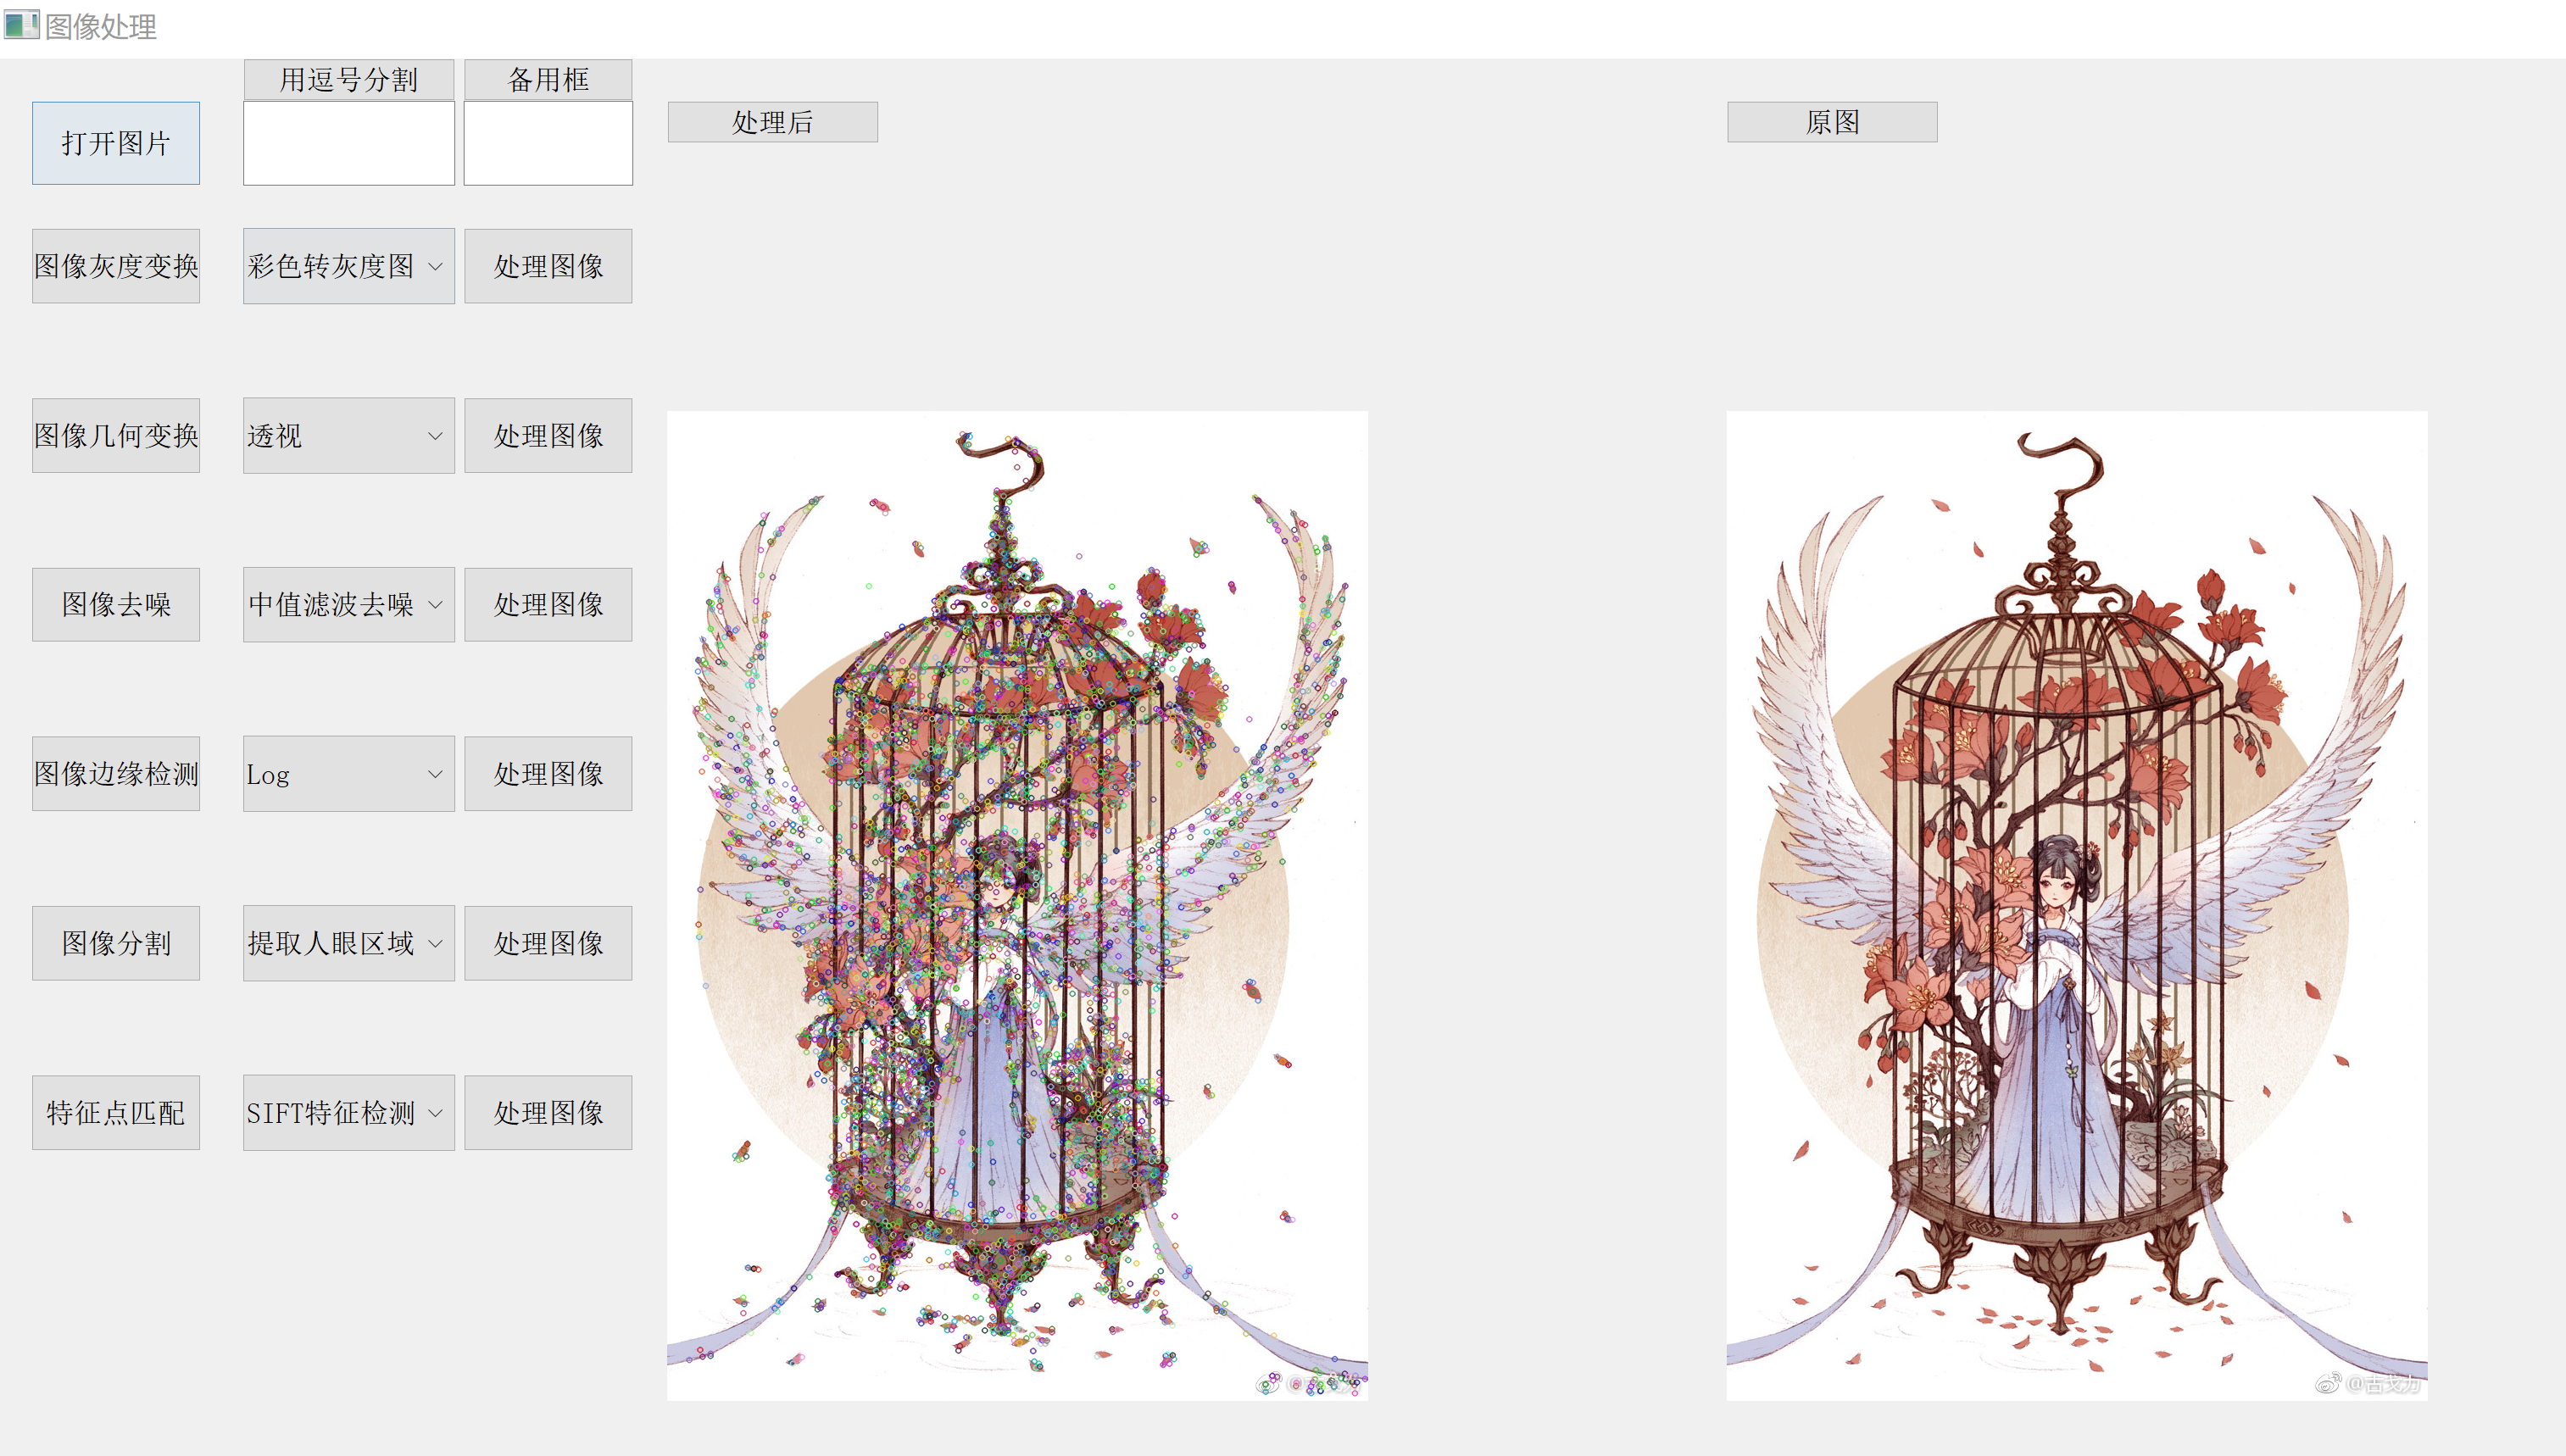 图像处理
用逗号分割
备用框
打开图片
处理后
原图
图像灰度变换
彩色转灰度图
处理图像
图像几何变换
透视
处理图像
图像去噪
中值滤波去噪
处理图像
图像边缘检测
Log
处理图像
图像分割
提取人眼区域
处理图像
特征点匹配
SIFT特征检测
处理图像
@古戈力